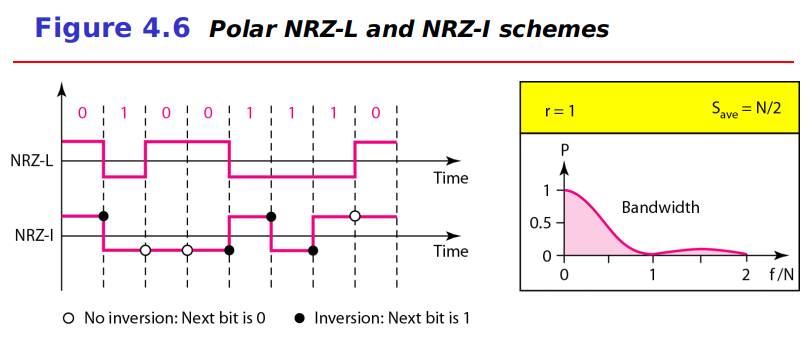 Figure 4.6 Polar NRZ-L and NRZ-I schemes
0 1 0 0 1 1 1 0
NRZ-L
Time
NRZ-I
Time
No inversion: Next bit is 0
Inversion: Next bit is 1
r = 1
Save = N/2
P
1
Bandwidth
0.5
0
0 1 2 f/N